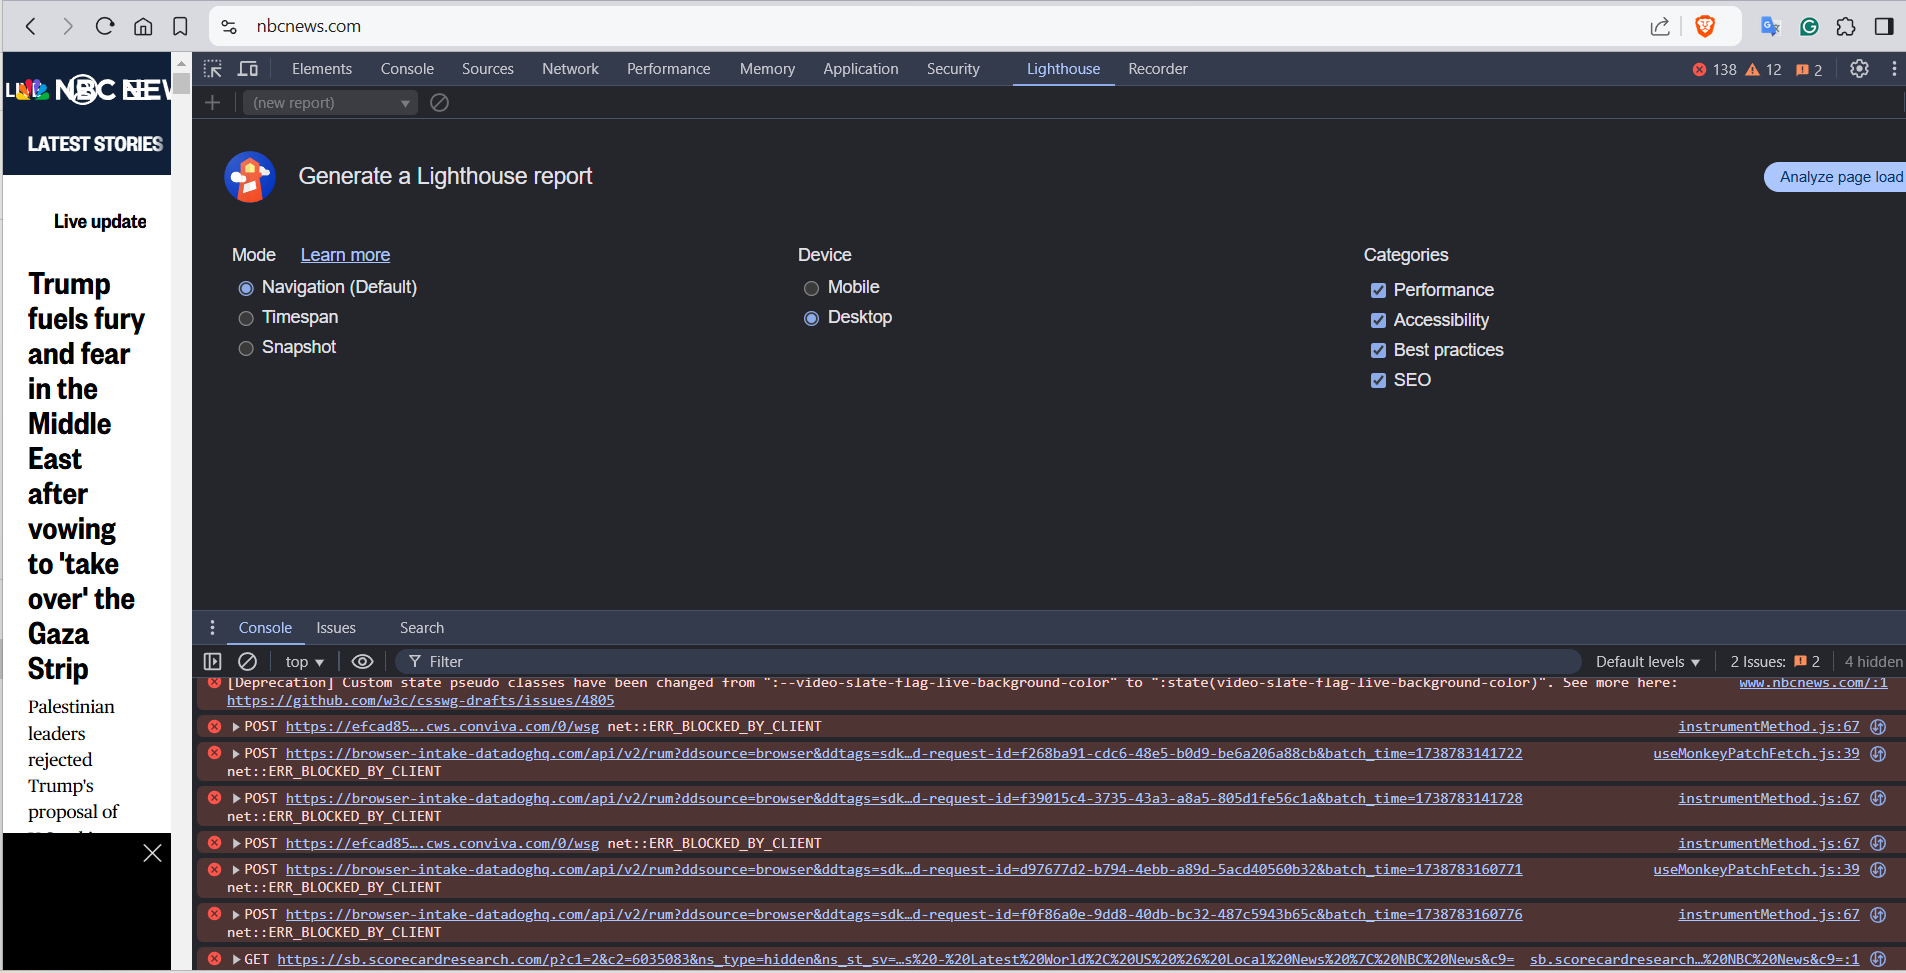 nbcnews.com
Elements Console Sources Network Performance Memory Application Security Lighthouse Recorder 138 12 2
(new report)
NBC NEW
LATEST STORIES
Generate a Lighthouse report
Analyze page load
Live update
Mode Learn more Device Categories
Navigation (Default) Mobile Performance
Timespan Desktop Accessibility
Snapshot Best practices
SEO
Trump
fuels fury
and fear
in the
Middle
East
after
vowing
to 'take
over' the
Gaza
Strip
Palestinian
leaders
rejected
Trump's
proposal of
Console Issues Search
top Filter Default levels 2 Issues: 2 4 hidden
[Deprecation] Custom state pseudo classes have been changed from ":--video-slate-flag-live-background-color" to ":state(video-slate-flag-live-background-color)". See more here: www.nbcnews.com/:1
https://github.com/w3c/csswg-drafts/issues/4805
POST https://efcad85….cws.conviva.com/0/wsg net::ERR_BLOCKED_BY_CLIENT instrumentMethod.js:67
POST https://browser-intake-datadoghq.com/api/v2/rum?ddsource=browser&ddtags=sdk…d-request-id=f268ba91-cdc6-48e5-b0d9-be6a206a88cb&batch_time=1738783141722 useMonkeyPatchFetch.js:39
net::ERR_BLOCKED_BY_CLIENT
POST https://browser-intake-datadoghq.com/api/v2/rum?ddsource=browser&ddtags=sdk…d-request-id=f39015c4-3735-43a3-a8a5-805d1fe56c1a&batch_time=1738783141728 instrumentMethod.js:67
net::ERR_BLOCKED_BY_CLIENT
POST https://efcad85….cws.conviva.com/0/wsg net::ERR_BLOCKED_BY_CLIENT instrumentMethod.js:67
POST https://browser-intake-datadoghq.com/api/v2/rum?ddsource=browser&ddtags=sdk…d-request-id=d97677d2-b794-4ebb-a89d-5acd40560b32&batch_time=1738783160771 useMonkeyPatchFetch.js:39
net::ERR_BLOCKED_BY_CLIENT
POST https://browser-intake-datadoghq.com/api/v2/rum?ddsource=browser&ddtags=sdk…d-request-id=f0f86a0e-9dd8-40db-bc32-487c5943b65c&batch_time=1738783160776 instrumentMethod.js:67
net::ERR_BLOCKED_BY_CLIENT
GET https://sb.scorecardresearch.com/p?c1=2&c2=6035083&ns_type=hidden&ns_st_sv=…s%20-%20Latest%20World%2C%20US%20%26%20Local%20News%20%7C%20NBC%20News&c9= sb.scorecardresearch…%20NBC%20News&c9=:1